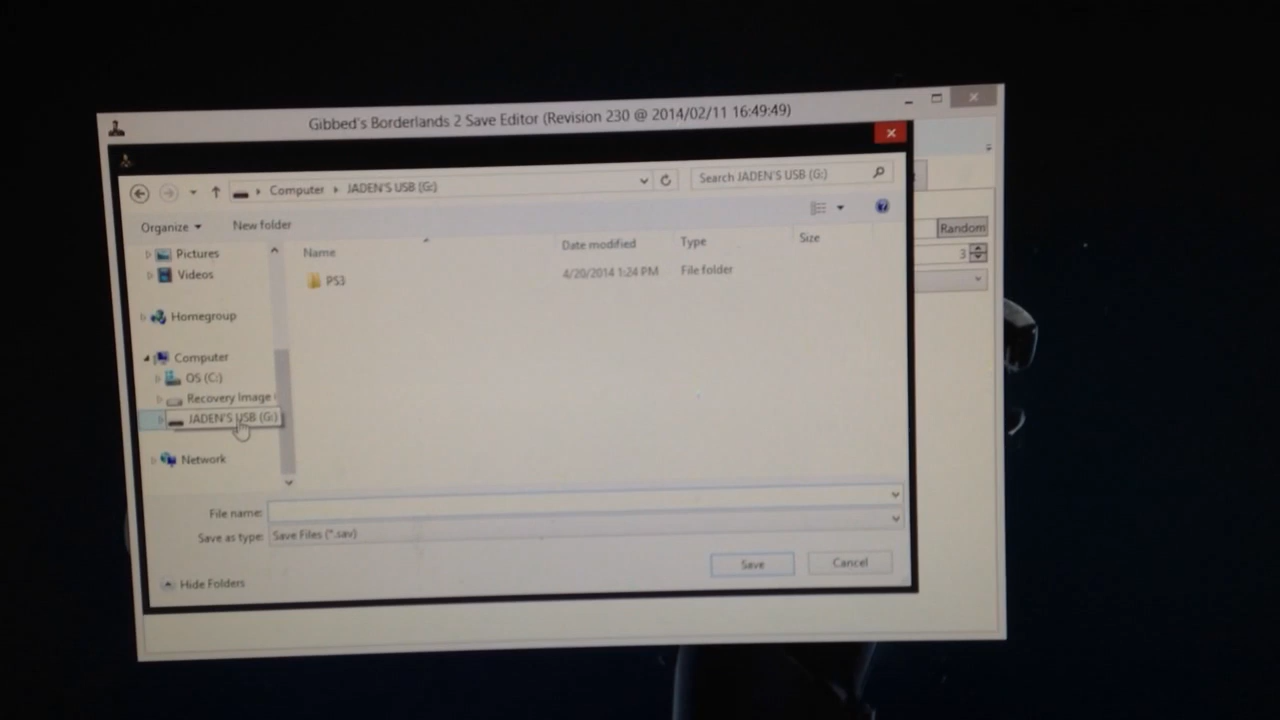 Gibbed's Borderlands 2 Save Editor (Revision 230 @ 2014/02/11 16:49:49)
Computer JADEN'S USB (G:)
Search JADEN'S USB (G:)
Organize New folder
Random
3
Name Date modified Type Size
PS3 4/20/2014 1:24 PM File folder
Pictures
Videos
Homegroup
Computer
OS (C:)
Recovery Image
JADEN'S USB (G:)
Network
File name:
Save as type: Save Files (*.sav)
Save Cancel
Hide Folders